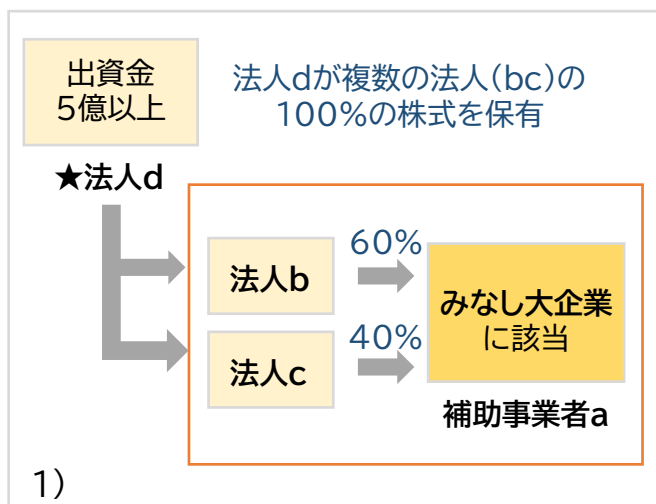 出資金
5億以上
法人dが複数の法人(bc)の
100%の株式を保有
★法人d
法人b
60%
法人c
40%
みなし大企業
に該当
補助事業者a
1)